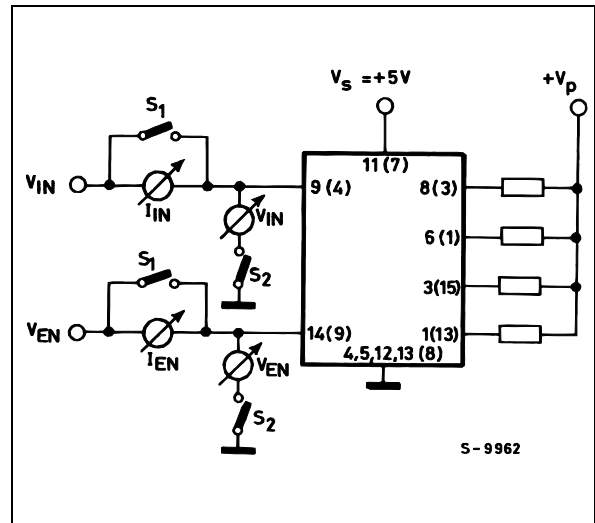 Vs = +5V
+Vp
S1
11 (7)
VIN
9 (4)
8 (3)
IIN
VIN
6 (1)
S2
S1
3 (15)
VEN
14 (9)
1 (13)
IEN
VEN
4,5,12,13 (8)
S2
S-9962